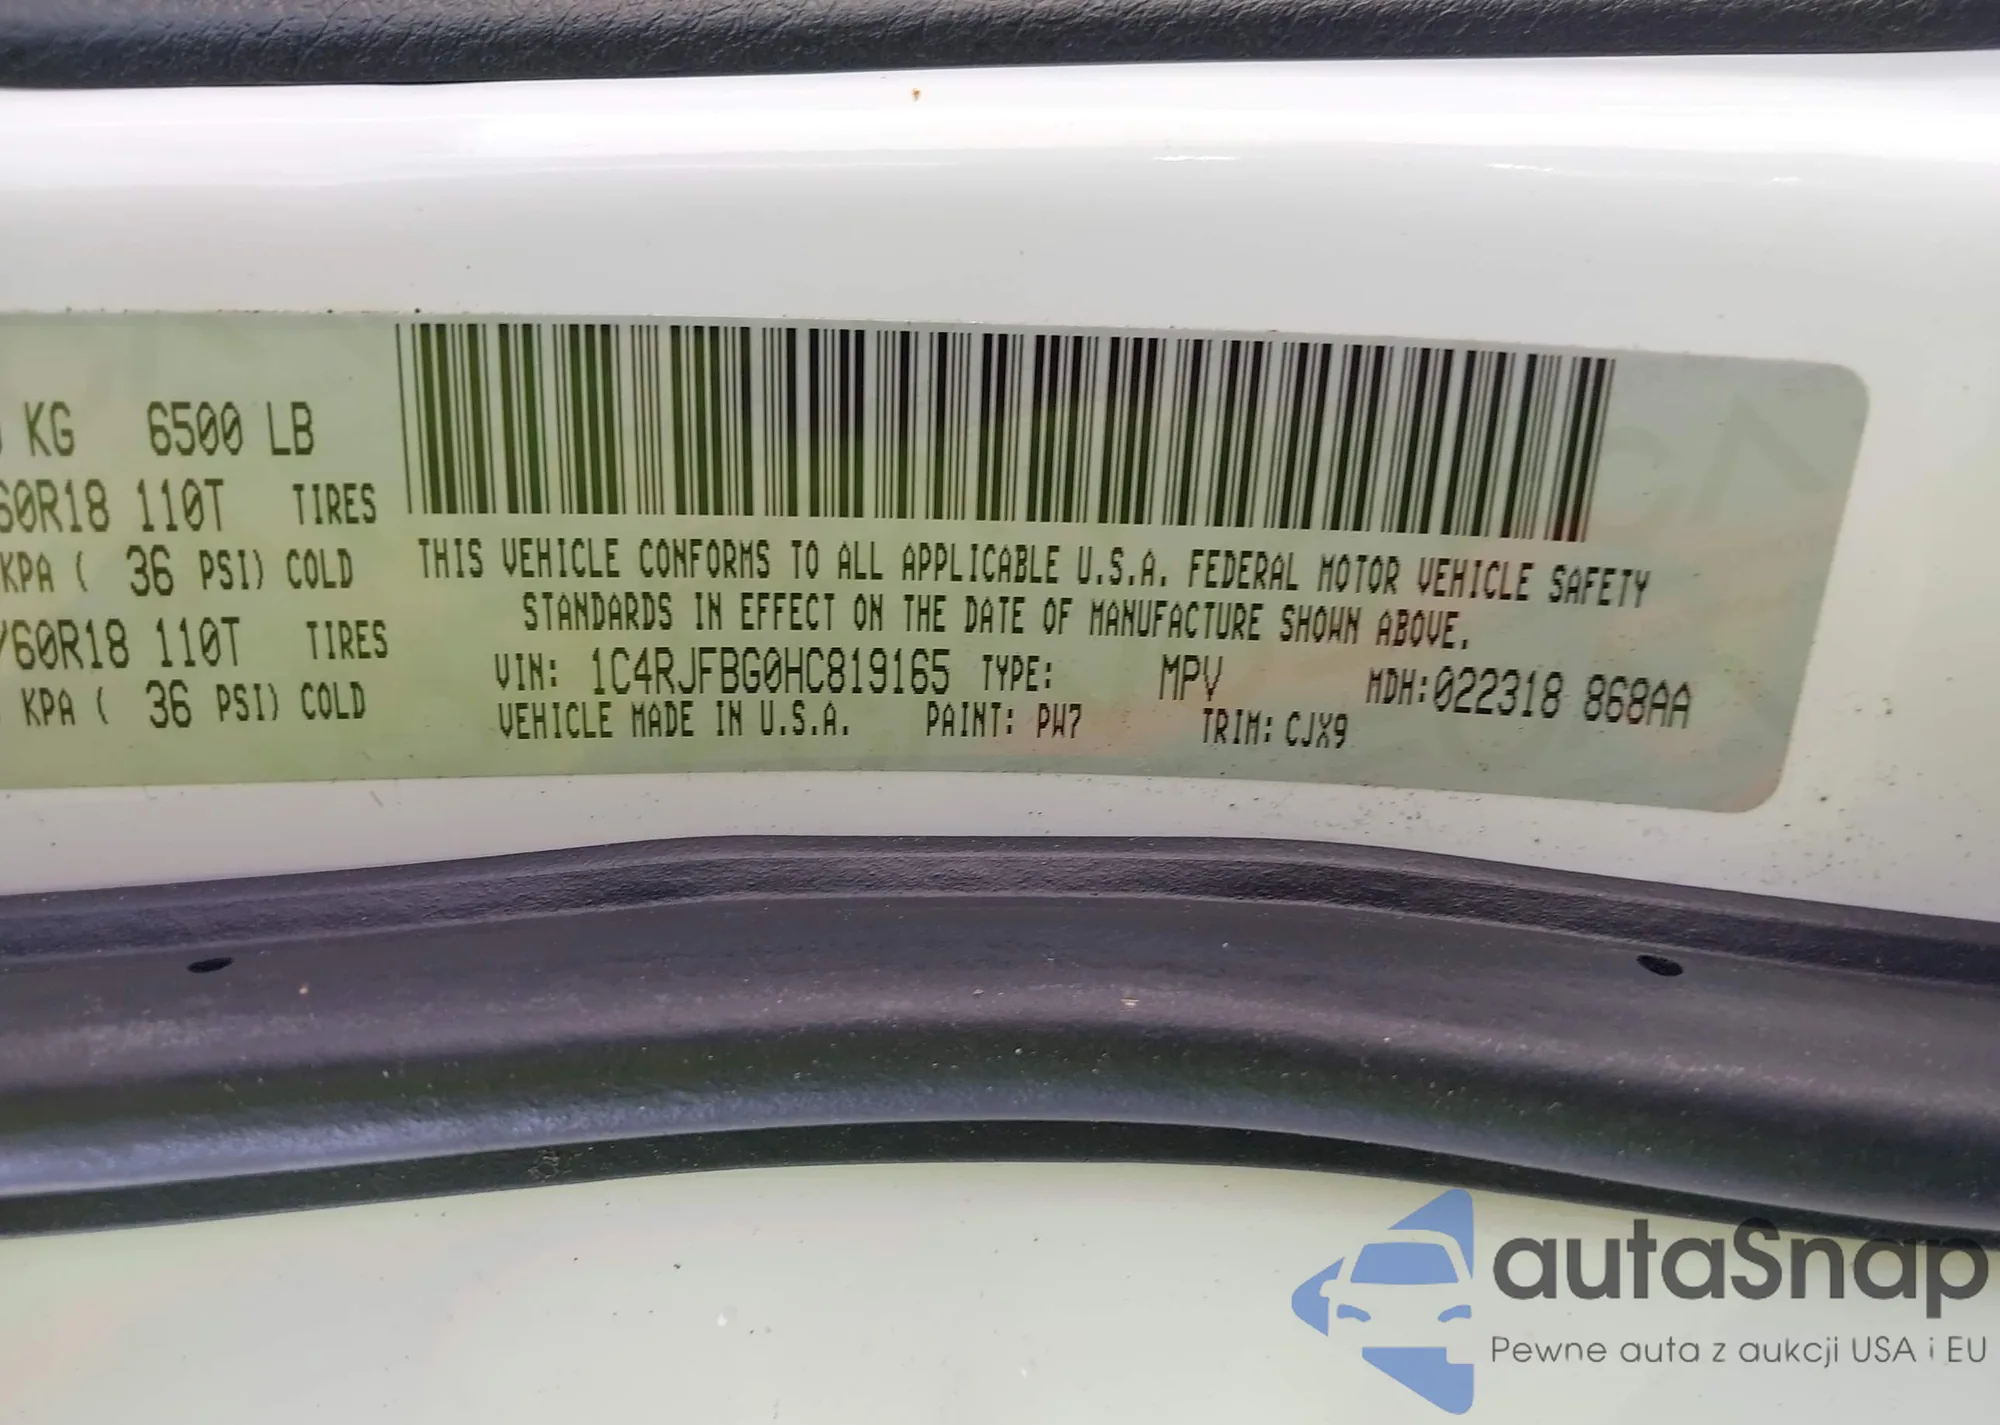 KG 6500 LB
60R18 110T TIRES
KPA ( 36 PSI) COLD
/60R18 110T TIRES
KPA ( 36 PSI) COLD
THIS VEHICLE CONFORMS TO ALL APPLICABLE U.S.A. FEDERAL MOTOR VEHICLE SAFETY
STANDARDS IN EFFECT ON THE DATE OF MANUFACTURE SHOWN ABOVE.
VIN: 1C4RJFBG0HC819165 TYPE: MPV MDH:022318 868AA
VEHICLE MADE IN U.S.A. PAINT: PW7 TRIM: CJX9
autaSnap
Pewne auta z aukcji USA i EU